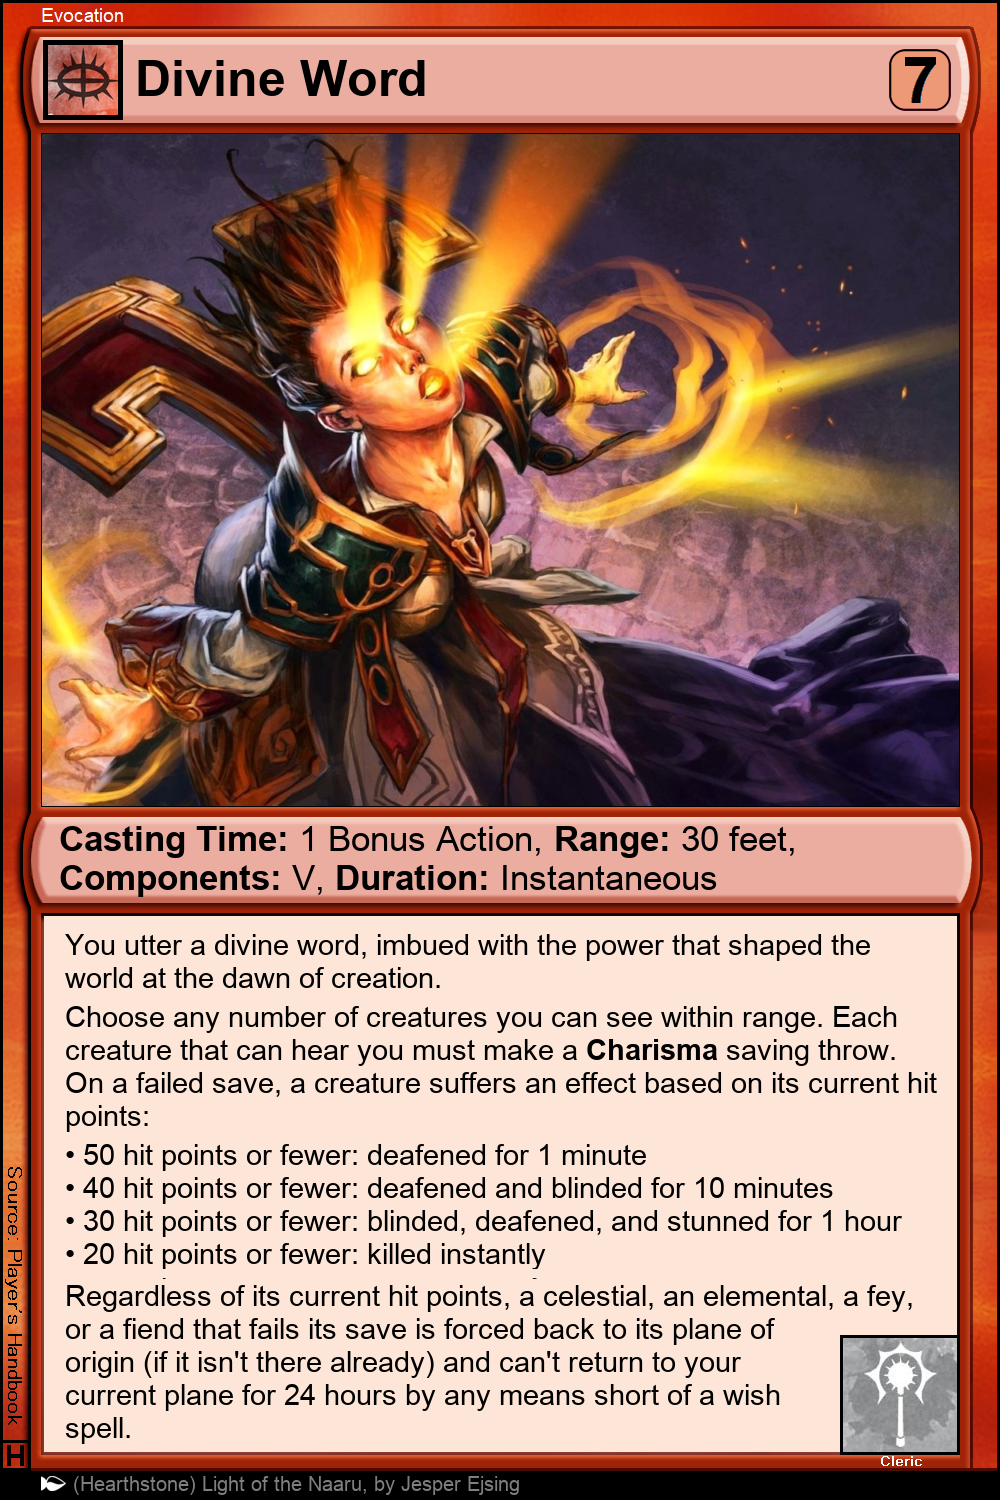 Evocation
Divine Word
7
Casting Time: 1 Bonus Action, Range: 30 feet,
Components: V, Duration: Instantaneous
You utter a divine word, imbued with the power that shaped the
world at the dawn of creation.
Choose any number of creatures you can see within range. Each
creature that can hear you must make a Charisma saving throw.
On a failed save, a creature suffers an effect based on its current hit
points:
• 50 hit points or fewer: deafened for 1 minute
• 40 hit points or fewer: deafened and blinded for 10 minutes
• 30 hit points or fewer: blinded, deafened, and stunned for 1 hour
• 20 hit points or fewer: killed instantly
Regardless of its current hit points, a celestial, an elemental, a fey,
or a fiend that fails its save is forced back to its plane of
origin (if it isn't there already) and can't return to your
current plane for 24 hours by any means short of a wish
spell.
Source: Player's Handbook
H
Cleric
(Hearthstone) Light of the Naaru, by Jesper Ejsing